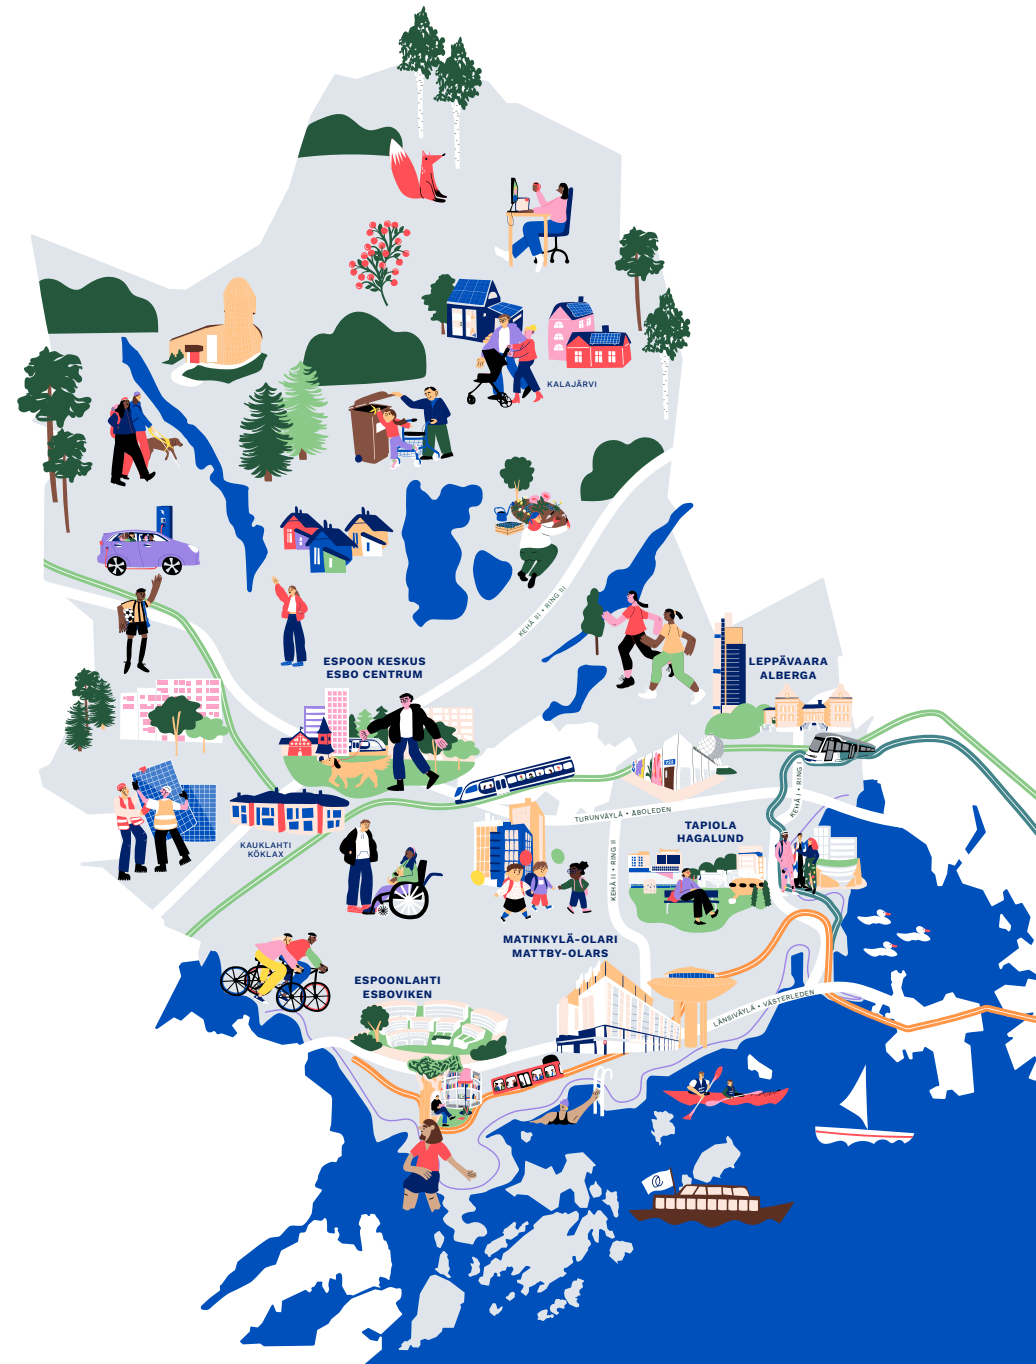 KALAJÄRVI
KEHÄ III • RING III
ESPOON KESKUS
ESBO CENTRUM
LEPPÄVAARA
ALBERGA
KEHÄ I • RING I
TURUNVÄYLÄ • ÅBOLEDEN
TAPIOLA
HAGALUND
KAUKLAHTI
KÖKLAX
KEHÄ II • RING II
MATINKYLÄ-OLARI
MATTBY-OLARS
ESPOONLAHTI
ESBOVIKEN
LÄNSIVÄYLÄ • VÄSTERLEDEN